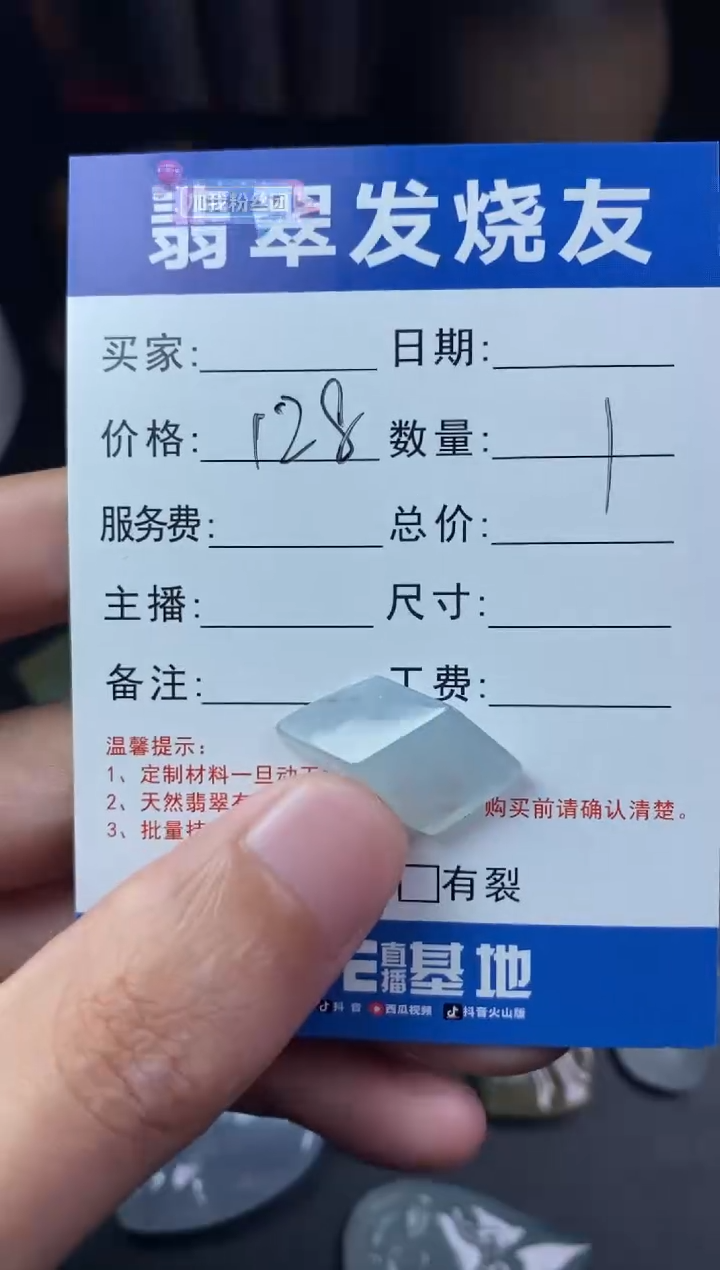 加我粉丝团
翡翠发烧友
买家: 日期:
价格: 128 数量: 1
服务费: 总价:
主播: 尺寸:
备注: 工费:
温馨提示:
1、定制材料一旦动工
2、天然翡翠有 购买前请确认清楚。
3、批量
有裂
直播基地
抖音 西瓜视频 抖音火山版